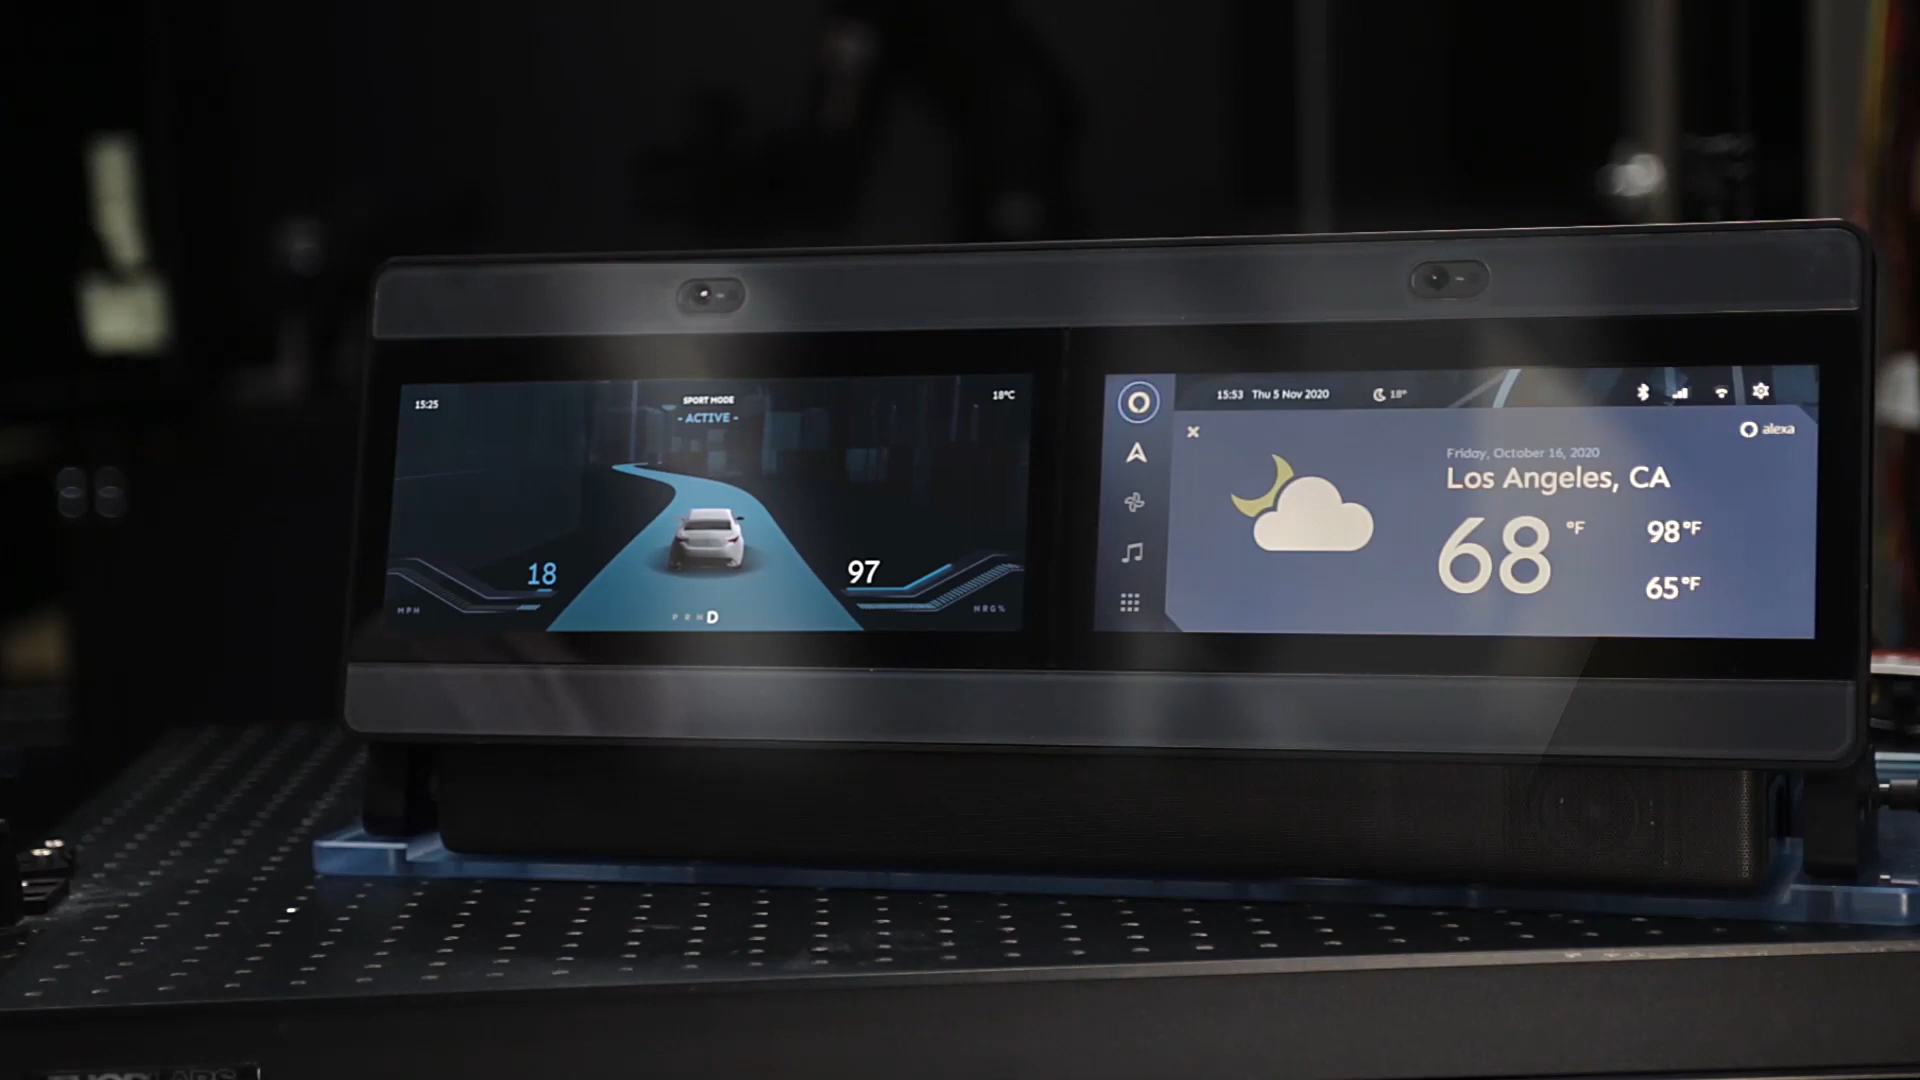 15:25
SPORT MODE
- ACTIVE -
18°C
18
97
MPH
P R N D
NRG%
15:53 Thu 5 Nov 2020
18°
alexa
Friday, October 16, 2020
Los Angeles, CA
68 °F
98°F
65°F